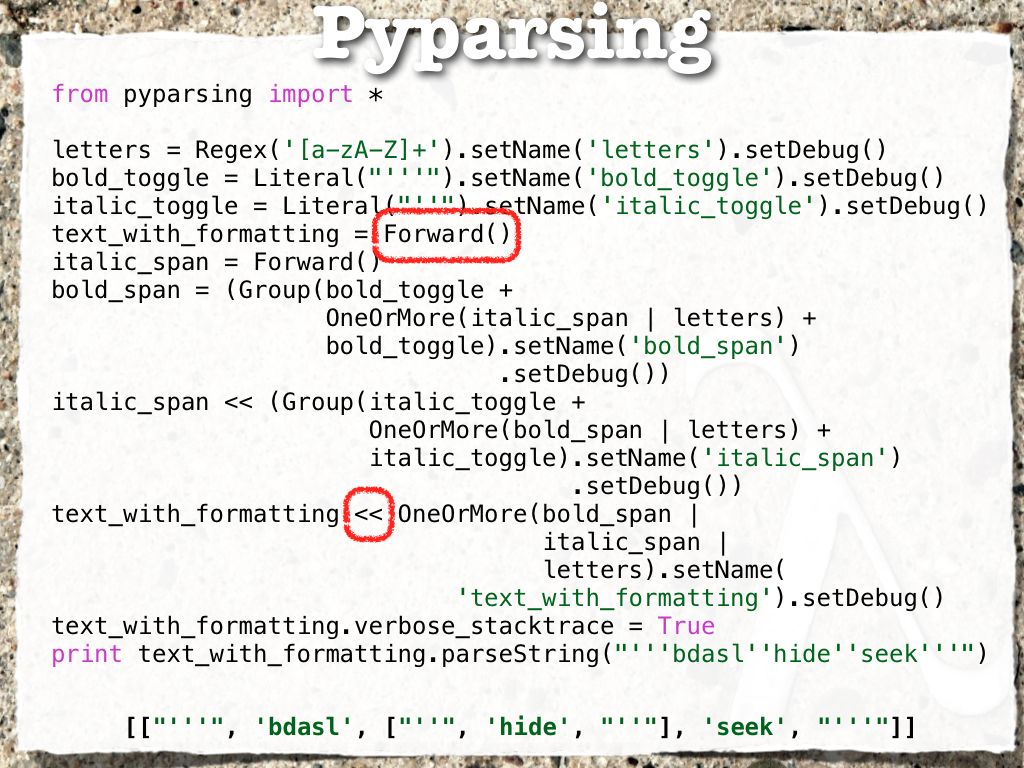 Pyparsing
from pyparsing import *
letters = Regex('[a-zA-Z]+').setName('letters').setDebug()
bold_toggle = Literal("'''").setName('bold_toggle').setDebug()
italic_toggle = Literal("''").setName('italic_toggle').setDebug()
text_with_formatting = Forward()
italic_span = Forward()
bold_span = (Group(bold_toggle +
OneOrMore(italic_span | letters) +
bold_toggle).setName('bold_span')
.setDebug())
italic_span << (Group(italic_toggle +
OneOrMore(bold_span | letters) +
italic_toggle).setName('italic_span')
.setDebug())
text_with_formatting << OneOrMore(bold_span |
italic_span |
letters).setName(
'text_with_formatting').setDebug()
text_with_formatting.verbose_stacktrace = True
print text_with_formatting.parseString("'''bdasl''hide''seek'''")
[["'''", 'bdasl', ["''", 'hide', "''"], 'seek', "'''"]]